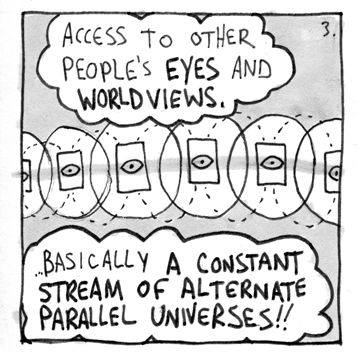 3.
ACCESS TO OTHER
PEOPLE'S EYES AND
WORLDVIEWS.
...BASICALLY A CONSTANT
STREAM OF ALTERNATE
PARALLEL UNIVERSES!!